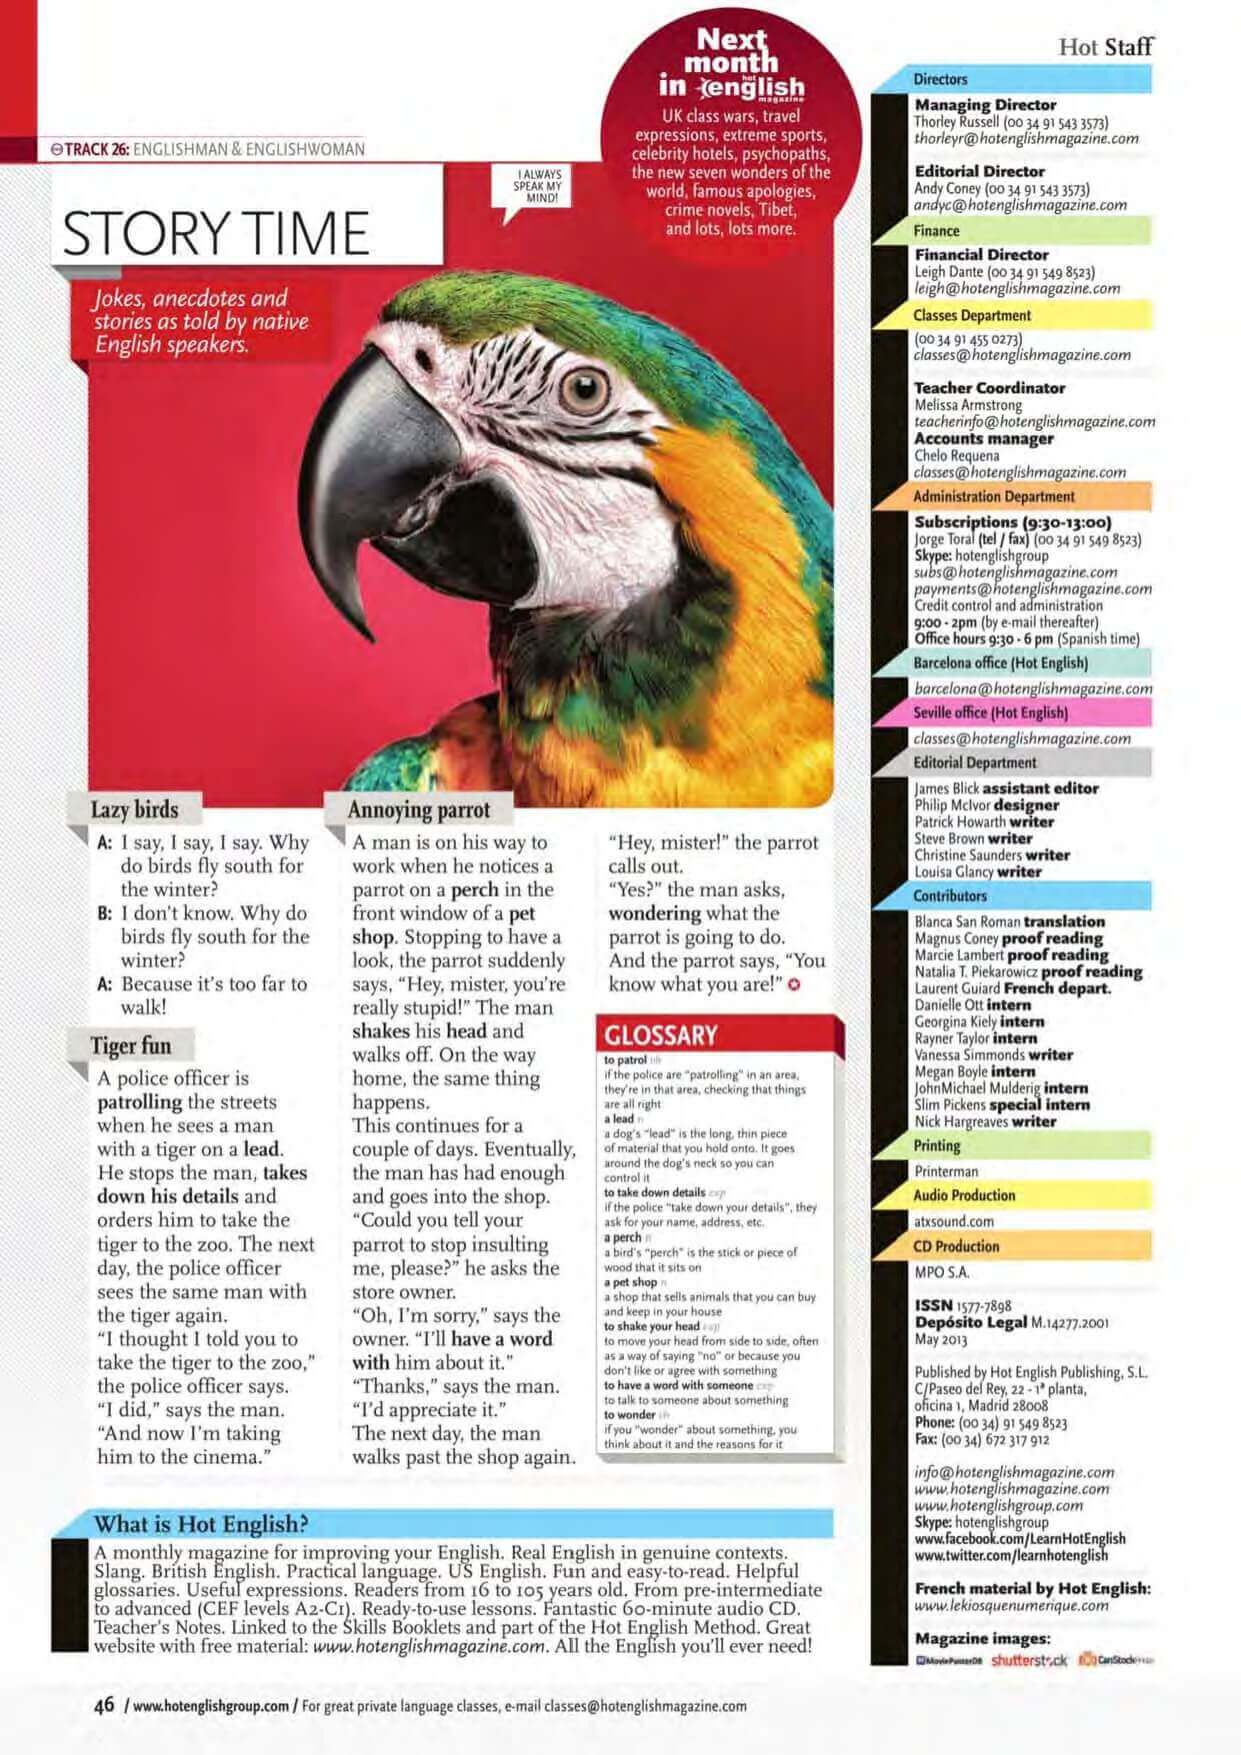 TRACK 26: ENGLISHMAN & ENGLISHWOMAN
STORY TIME
Jokes, anecdotes and
stories as told by native
English speakers.
I ALWAYS
SPEAK MY
MIND!
Next
month
in hot english
magazine
UK class wars, travel
expressions, extreme sports,
celebrity hotels, psychopaths,
the new seven wonders of the
world, famous apologies,
crime novels, Tibet,
and lots, lots more.
Lazy birds
A: I say, I say, I say. Why
do birds fly south for
the winter?
B: I don't know. Why do
birds fly south for the
winter?
A: Because it's too far to
walk!
Tiger fun
A police officer is
patrolling the streets
when he sees a man
with a tiger on a lead.
He stops the man, takes
down his details and
orders him to take the
tiger to the zoo. The next
day, the police officer
sees the same man with
the tiger again.
"I thought I told you to
take the tiger to the zoo,"
the police officer says.
"I did," says the man.
"And now I'm taking
him to the cinema."
Annoying parrot
A man is on his way to
work when he notices a
parrot on a perch in the
front window of a pet
shop. Stopping to have a
look, the parrot suddenly
says, "Hey, mister, you're
really stupid!" The man
shakes his head and
walks off. On the way
home, the same thing
happens.
This continues for a
couple of days. Eventually,
the man has had enough
and goes into the shop.
"Could you tell your
parrot to stop insulting
me, please?" he asks the
store owner.
"Oh, I'm sorry," says the
owner. "I'll have a word
with him about it."
"Thanks," says the man.
"I'd appreciate it."
The next day, the man
walks past the shop again.
"Hey, mister!" the parrot
calls out.
"Yes?" the man asks,
wondering what the
parrot is going to do.
And the parrot says, "You
know what you are!"
GLOSSARY
to patrol vb
if the police are "patrolling" in an area,
they're in that area, checking that things
are all right
a lead n
a dog's "lead" is the long, thin piece
of material that you hold onto. It goes
around the dog's neck so you can
control it
to take down details exp
if the police "take down your details", they
ask for your name, address, etc.
a perch n
a bird's "perch" is the stick or piece of
wood that it sits on
a pet shop n
a shop that sells animals that you can buy
and keep in your house
to shake your head exp
to move your head from side to side, often
as a way of saying "no" or because you
don't like or agree with something
to have a word with someone exp
to talk to someone about something
to wonder vb
if you "wonder" about something, you
think about it and the reasons for it
What is Hot English?
A monthly magazine for improving your English. Real English in genuine contexts.
Slang. British English. Practical language. US English. Fun and easy-to-read. Helpful
glossaries. Useful expressions. Readers from 16 to 105 years old. From pre-intermediate
to advanced (CEF levels A2-C1). Ready-to-use lessons. Fantastic 60-minute audio CD.
Teacher's Notes. Linked to the Skills Booklets and part of the Hot English Method. Great
website with free material: www.hotenglishmagazine.com. All the English you'll ever need!
46 / www.hotenglishgroup.com / For great private language classes, e-mail classes@hotenglishmagazine.com
Hot Staff
Directors
Managing Director
Thorley Russell (00 34 91 543 3573)
thorleyr@hotenglishmagazine.com
Editorial Director
Andy Coney (00 34 91 543 3573)
andyc@hotenglishmagazine.com
Finance
Financial Director
Leigh Dante (00 34 91 549 8523)
leigh@hotenglishmagazine.com
Classes Department
(00 34 91 455 0273)
classes@hotenglishmagazine.com
Teacher Coordinator
Melissa Armstrong
teacherinfo@hotenglishmagazine.com
Accounts manager
Chelo Requena
classes@hotenglishmagazine.com
Administration Department
Subscriptions (9:30-13:00)
Jorge Toral (tel / fax) (00 34 91 549 8523)
Skype: hotenglishgroup
subs@hotenglishmagazine.com
payments@hotenglishmagazine.com
Credit control and administration
9:00 - 2pm (by e-mail thereafter)
Office hours 9:30 - 6 pm (Spanish time)
Barcelona office (Hot English)
barcelona@hotenglishmagazine.com
Seville office (Hot English)
classes@hotenglishmagazine.com
Editorial Department
James Blick assistant editor
Philip McIvor designer
Patrick Howarth writer
Steve Brown writer
Christine Saunders writer
Louisa Glancy writer
Contributors
Blanca San Roman translation
Magnus Coney proof reading
Marcie Lambert proof reading
Natalia T. Piekarowicz proof reading
Laurent Guiard French depart.
Danielle Ott intern
Georgina Kiely intern
Rayner Taylor intern
Vanessa Simmonds writer
Megan Boyle intern
JohnMichael Mulderig intern
Slim Pickens special intern
Nick Hargreaves writer
Printing
Printerman
Audio Production
atxsound.com
CD Production
MPO S.A.
ISSN 1577-7898
Depósito Legal M.14277.2001
May 2013
Published by Hot English Publishing, S.L.
C/Paseo del Rey, 22 - 1ª planta,
oficina 1, Madrid 28008
Phone: (00 34) 91 549 8523
Fax: (00 34) 672 317 912
info@hotenglishmagazine.com
www.hotenglishmagazine.com
www.hotenglishgroup.com
Skype: hotenglishgroup
www.facebook.com/LearnHotEnglish
www.twitter.com/learnhotenglish
French material by Hot English:
www.lekiosquenumerique.com
Magazine images:
MoviePosterDB shutterstock CanStock